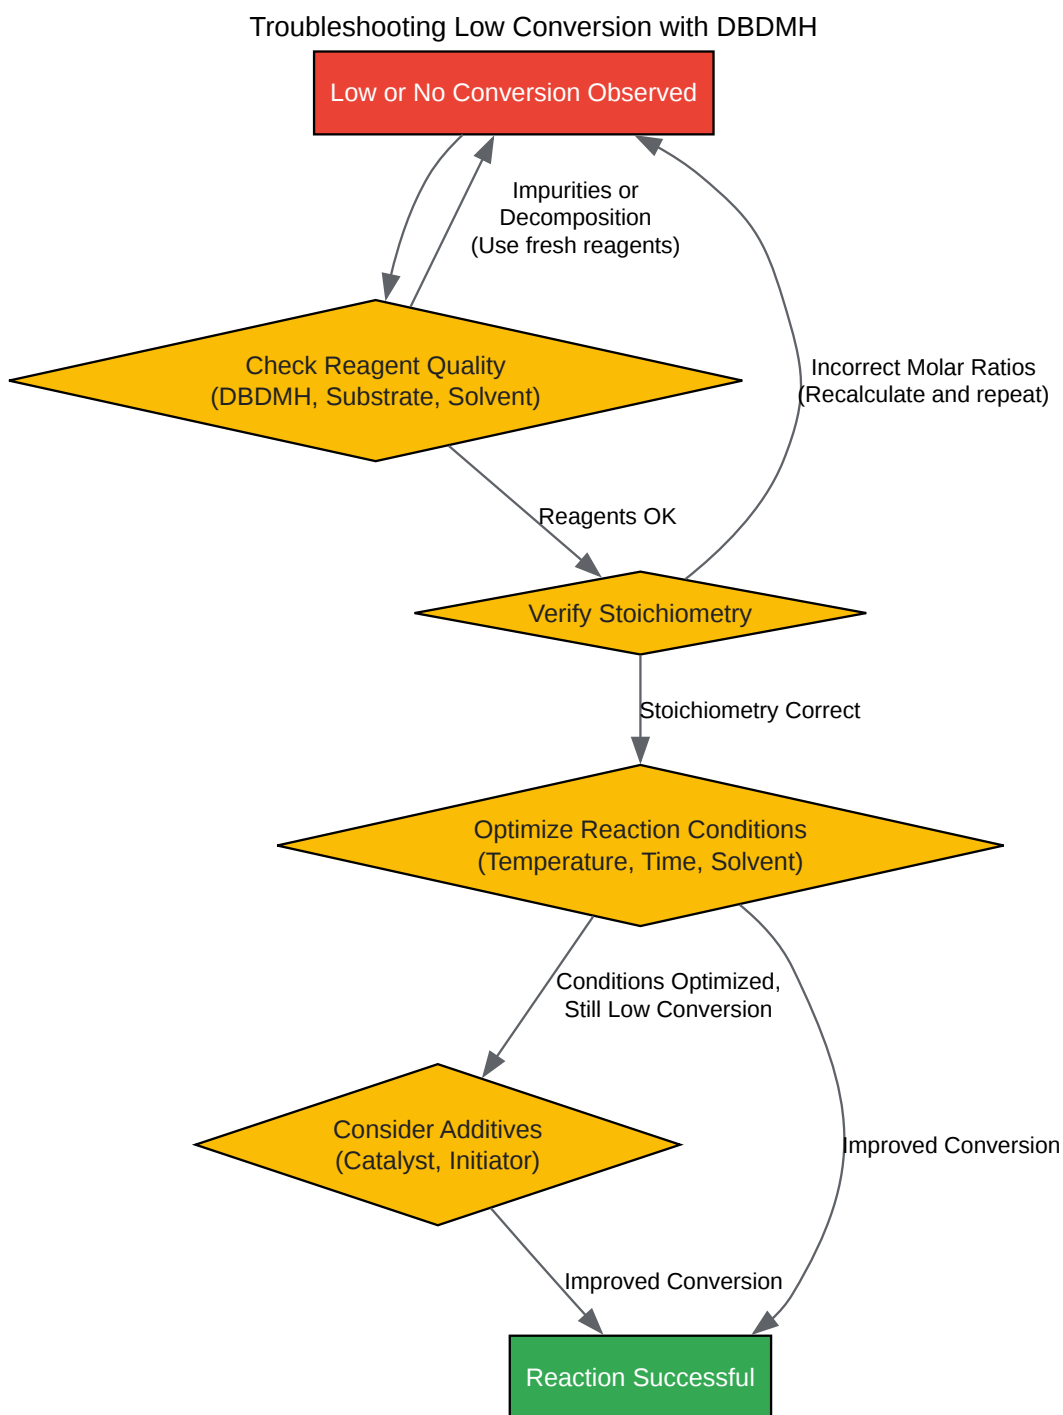 Troubleshooting Low Conversion with DBDMH
Low or No Conversion Observed
Impurities or
Decomposition
(Use fresh reagents)
Check Reagent Quality
(DBDMH, Substrate, Solvent)
Incorrect Molar Ratios
(Recalculate and repeat)
Reagents OK
Verify Stoichiometry
Stoichiometry Correct
Optimize Reaction Conditions
(Temperature, Time, Solvent)
Conditions Optimized,
Still Low Conversion
Consider Additives
(Catalyst, Initiator)
Improved Conversion
Improved Conversion
Reaction Successful